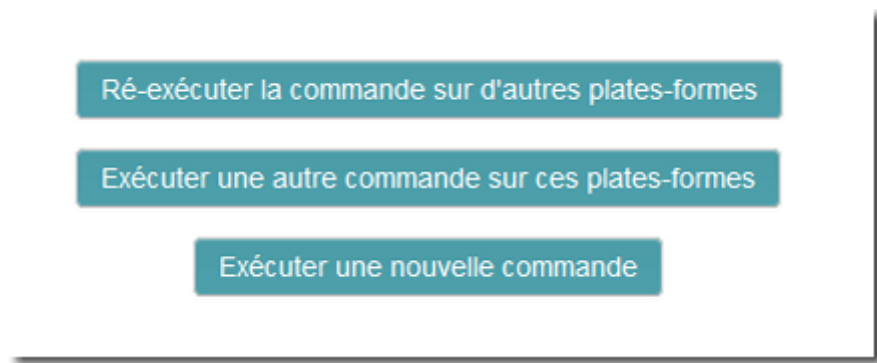 Ré-exécuter la commande sur d'autres plates-formes
Exécuter une autre commande sur ces plates-formes
Exécuter une nouvelle commande